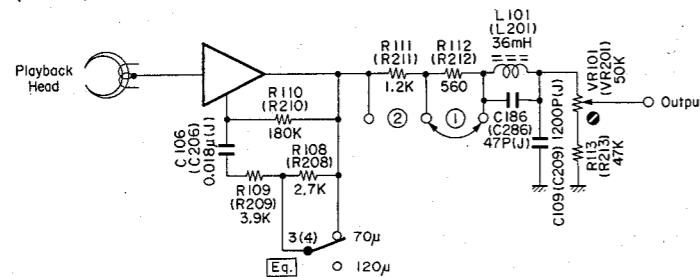 Playback
Head
R110
(R210)
180K
C106
(C206)
0.018μ(J)
R109
(R209)
3.9K
R108
(R208)
2.7K
3(4)
70μ
Eq.
120μ
R111
(R211)
1.2K
②
R112
(R212)
560
①
L101
(L201)
36mH
C186
(C286)
47P(J)
C109(C209) 1200P(J)
VR101
(VR201)
50K
R113
(R213)
47K
Output